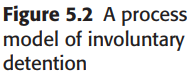 Figure 5.2 A process
model of involuntary
detention